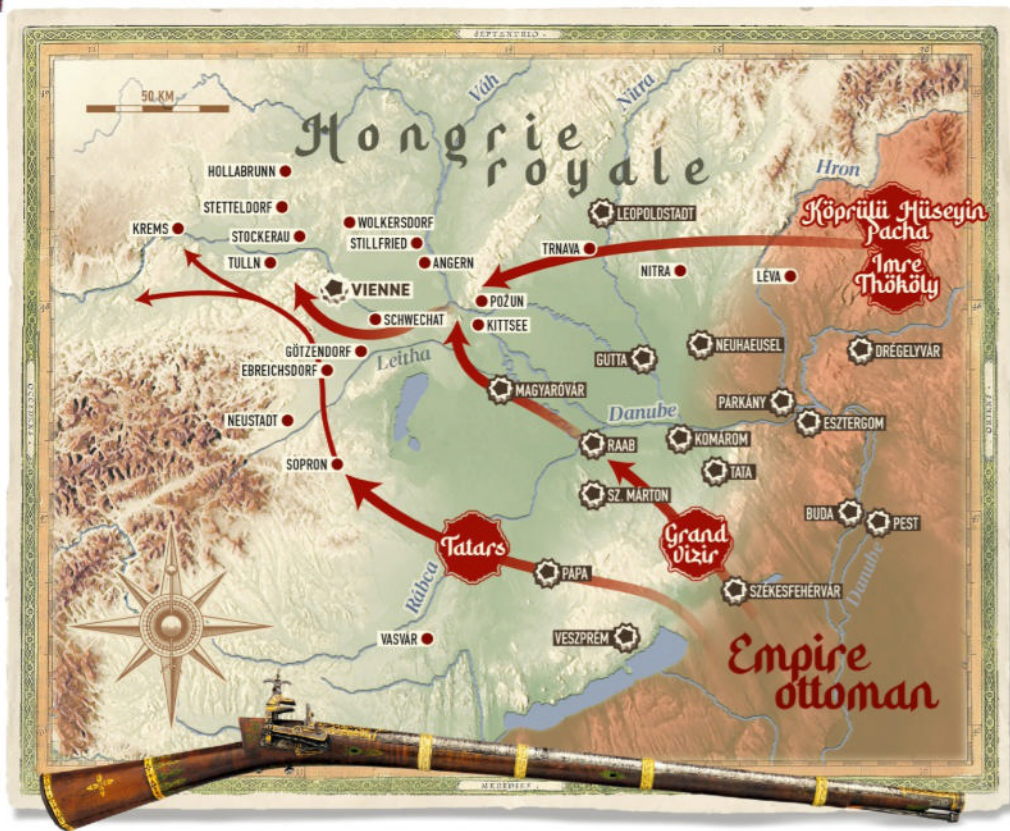 SEPTENTRIO
50 KM
Váh
Nitra
Hongrie
royale
Hron
HOLLABRUNN
LEOPOLDSTADT
Köprülü Hüseyin
Pacha
STETTELDORF
WOLKERSDORF
KREMS
STOCKERAU
STILLFRIED
TRNAVA
TULLN
ANGERN
NITRA
LÉVA
Imre
Thököly
VIENNE
POŽUN
SCHWECHAT
KITTSEE
GÖTZENDORF
Leitha
GUTTA
NEUHAEUSEL
DRÉGELYVÁR
EBREICHSDORF
MAGYARÓVÁR
PÁRKÁNY
NEUSTADT
Danube
ESZTERGOM
RAAB
KOMÁROM
SOPRON
TATA
SZ. MÁRTON
BUDA
PEST
Tatars
Grand
vizir
PÁPA
Danube
Rábca
SZÉKESFEHÉRVÁR
VASVÁR
VESZPRÉM
Empire
ottoman